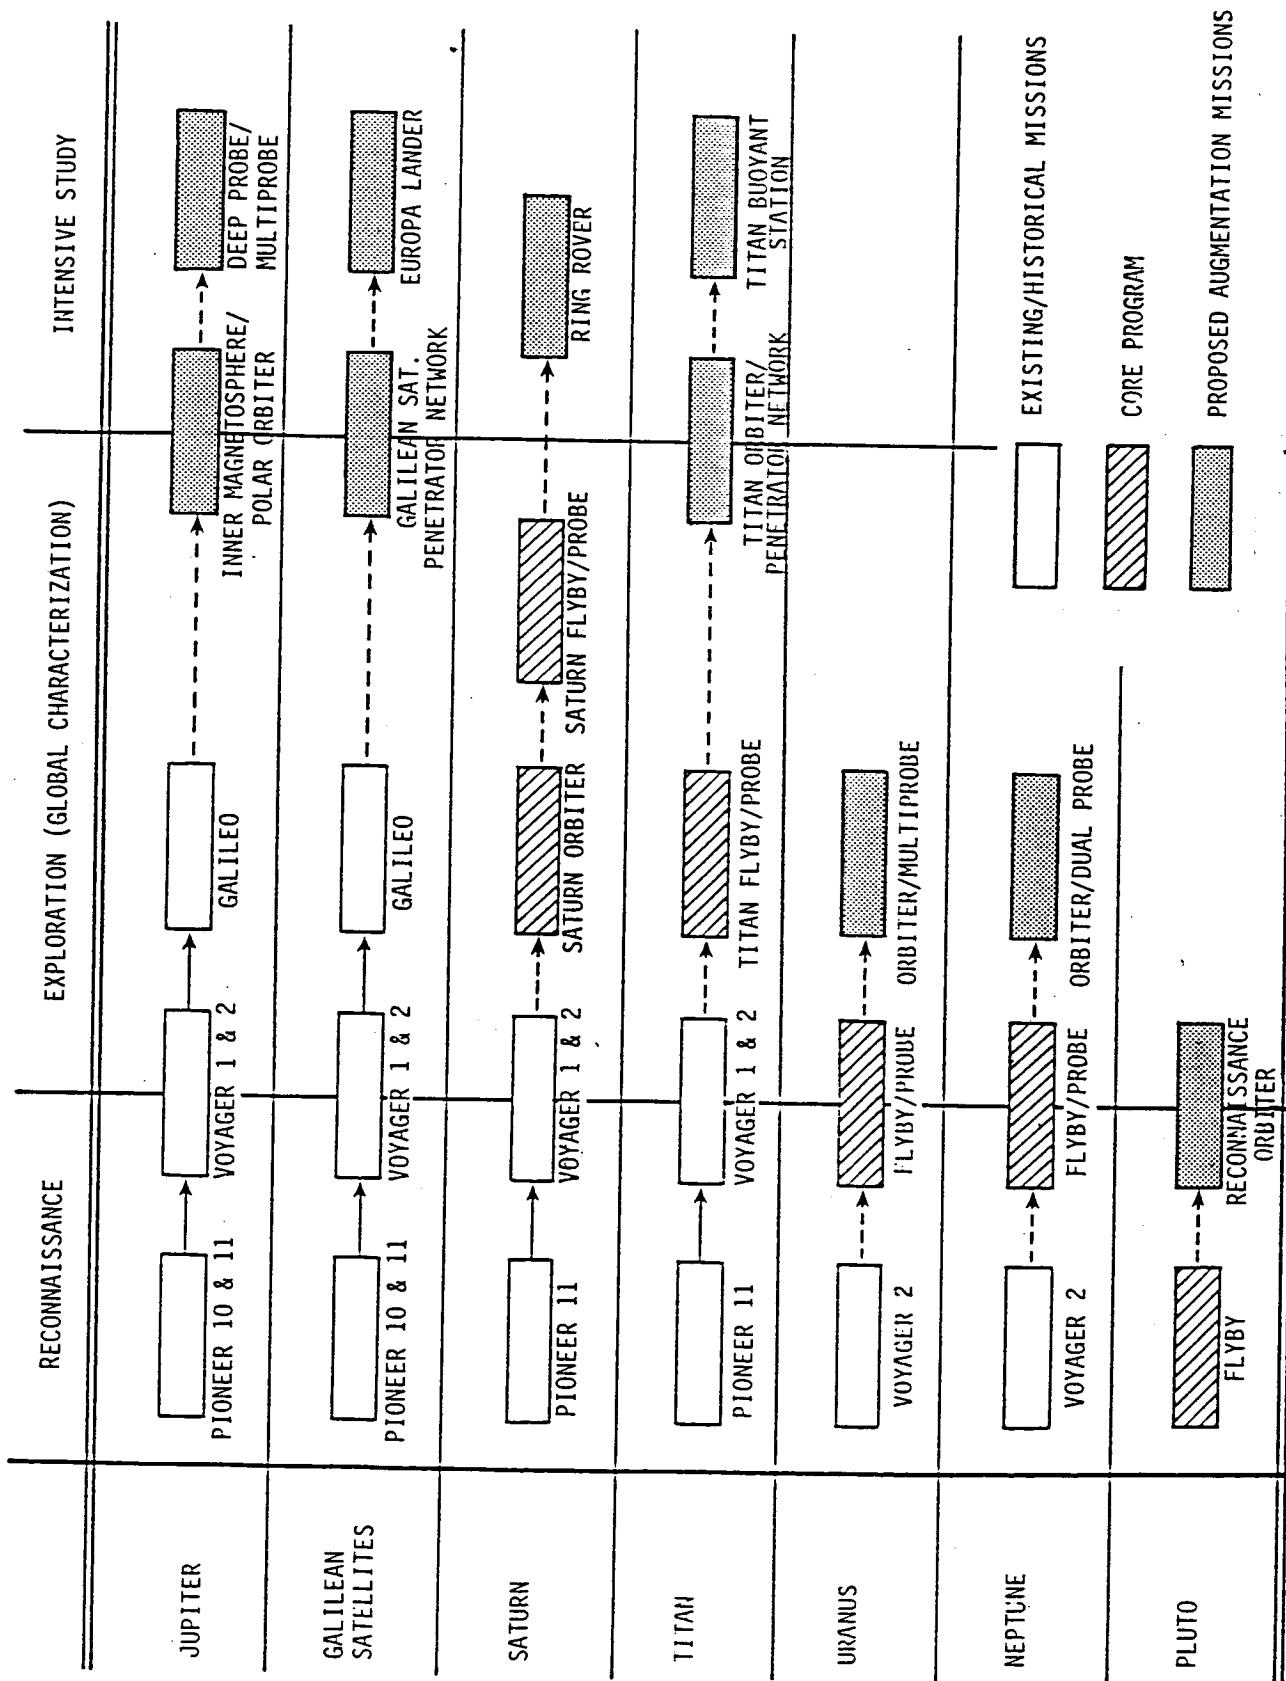 RECONNAISSANCE
EXPLORATION (GLOBAL CHARACTERIZATION)
INTENSIVE STUDY
JUPITER
PIONEER 10 & 11
VOYAGER 1 & 2
GALILEO
INNER MAGNETOSPHERE/
POLAR ORBITER
DEEP PROBE/
MULTIPROBE
GALILEAN
SATELLITES
PIONEER 10 & 11
VOYAGER 1 & 2
GALILEO
GALILEAN SAT.
PENETRATOR NETWORK
EUROPA LANDER
SATURN
PIONEER 11
VOYAGER 1 & 2
SATURN ORBITER
SATURN FLYBY/PROBE
RING ROVER
TITAN
PIONEER 11
VOYAGER 1 & 2
TITAN FLYBY/PROBE
TITAN ORBITER/
PENETRATOR NETWORK
TITAN BUOYANT
STATION
URANUS
VOYAGER 2
FLYBY/PROBE
ORBITER/MULTIPROBE
NEPTUNE
VOYAGER 2
FLYBY/PROBE
ORBITER/DUAL PROBE
PLUTO
FLYBY
RECONNAISSANCE
ORBITER
EXISTING/HISTORICAL MISSIONS
CORE PROGRAM
PROPOSED AUGMENTATION MISSIONS